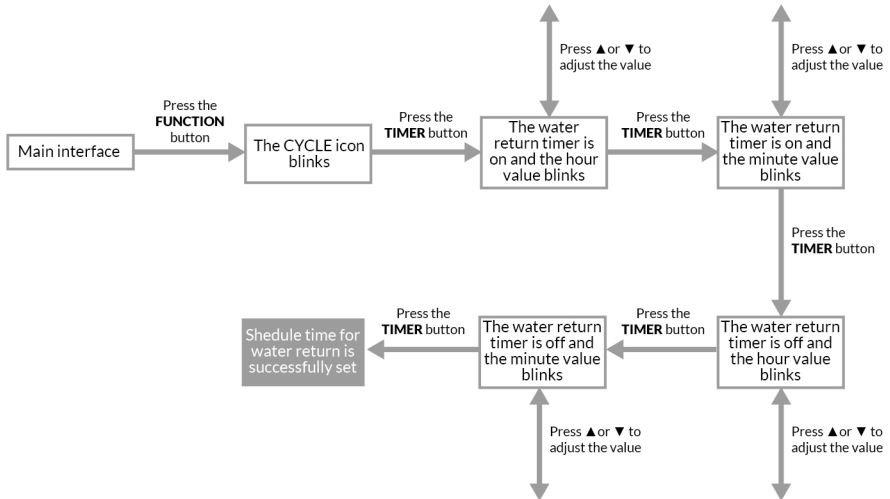 Press ▲ or ▼ to
adjust the value
Press ▲ or ▼ to
adjust the value
Main interface
Press the
FUNCTION
button
The CYCLE icon
blinks
Press the
TIMER button
The water
return timer is
on and the hour
value blinks
Press the
TIMER button
The water return
timer is on and
the minute value
blinks
Press the
TIMER button
The water return
timer is off and
the hour value
blinks
Press the
TIMER button
The water return
timer is off and
the minute value
blinks
Press the
TIMER button
Shedule time for
water return is
successfully set
Press ▲ or ▼ to
adjust the value
Press ▲ or ▼ to
adjust the value